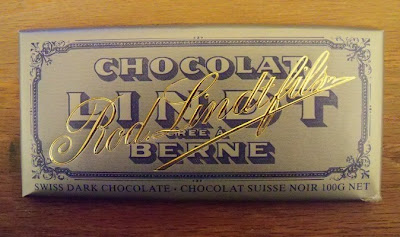 CHOCOLAT
LINDT
Rod. Lindt fils
BERNE
SWISS DARK CHOCOLATE · CHOCOLAT SUISSE NOIR 100G NET